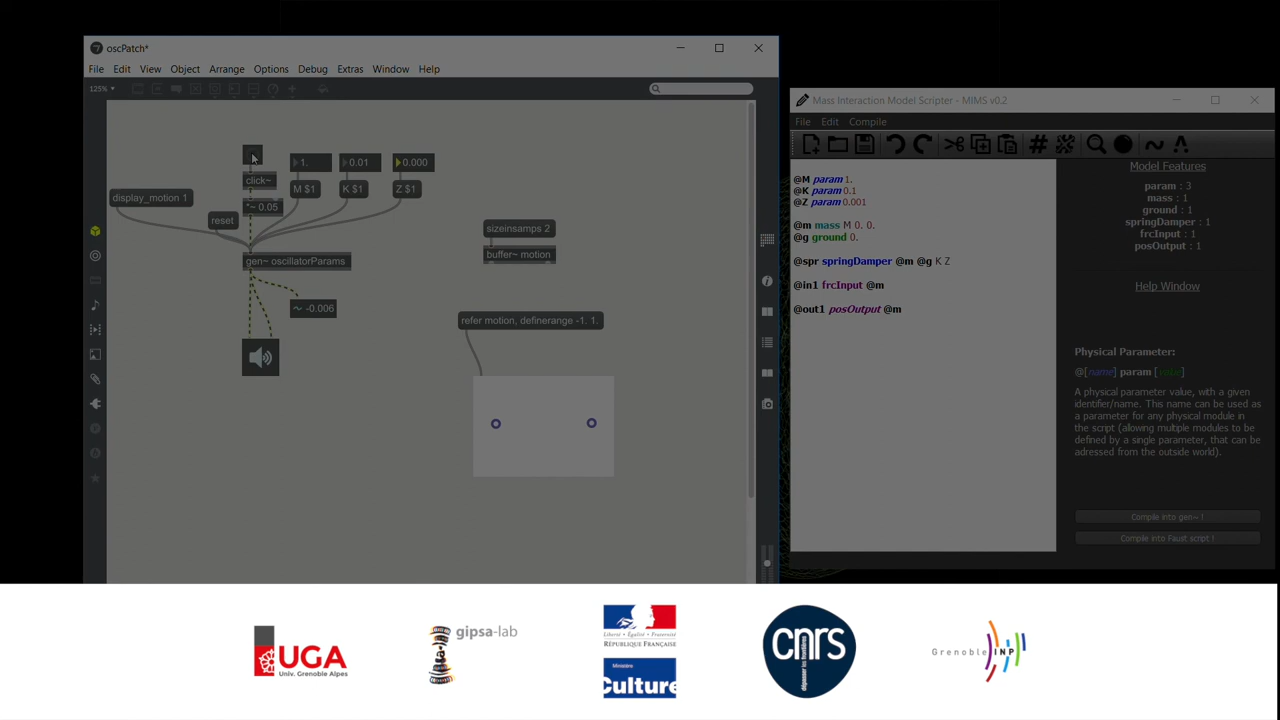 oscPatch*
File Edit View Object Arrange Options Debug Extras Window Help
125%
1. 0.01 0.000
click~
M $1 K $1 Z $1
display_motion 1
*~ 0.05
reset
gen~ oscillatorParams
~ -0.006
sizeinsamps 2
buffer~ motion
refer motion, definerange -1. 1.
Mass Interaction Model Scripter - MIMS v0.2
File Edit Compile
@M param 1.
@K param 0.1
@Z param 0.001
@m mass M 0. 0.
@g ground 0.
@spr springDamper @m @g K Z
@in1 frcInput @m
@out1 posOutput @m
Model Features
param : 3
mass : 1
ground : 1
springDamper : 1
frcInput : 1
posOutput : 1
Help Window
Physical Parameter:
@[name] param [value]
A physical parameter value, with a given
identifier/name. This name can be used as
a parameter for any physical module in
the script (allowing multiple modules to be
defined by a single parameter, that can be
adressed from the outside world).
Compile into gen~ !
Compile into Faust script !
UGA
Univ. Grenoble Alpes
gipsa-lab
Liberté • Égalité • Fraternité
RÉPUBLIQUE FRANÇAISE
Ministère
Culture
cnrs
dépasser les frontières
Grenoble INP